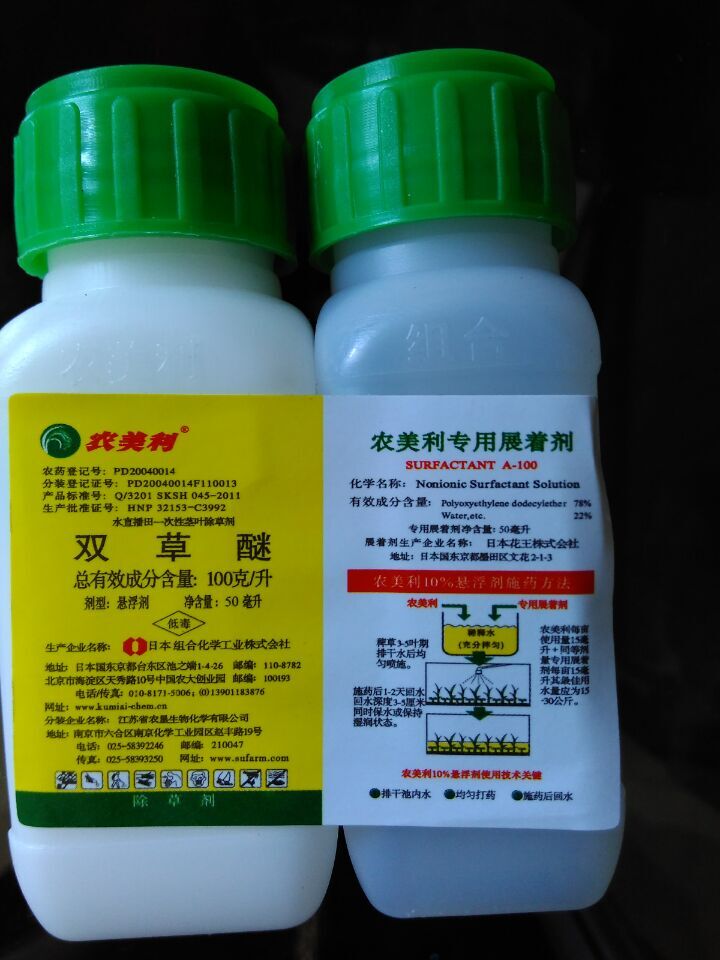 组合
农美利®
农药登记号: PD20040014
分装登记证号: PD20040014F110013
产品标准号: Q/3201 SKSH 045-2011
生产批准证号: HNP 32153-C3992
水直播田一次性茎叶除草剂
双草醚
总有效成分含量: 100克/升
剂型: 悬浮剂 净含量: 50毫升
低毒
生产企业名称: 日本组合化学工业株式会社
地址: 日本国东京都台东区池之端1-4-26 邮编: 110-8782
北京市海淀区天秀路10号中国农大创业园 邮编: 100193
电话/传真: 010-8171-5006; (0)13901183876
网址: www.kumiai-chem.cn
分装企业名称: 江苏省农垦生物化学有限公司
地址: 南京市六合区南京化学工业园区赵丰路19号
电话: 025-58392246 邮编: 210047
传真: 025-58393250 网址: www.sufarm.com
除草剂
农美利专用展着剂
SURFACTANT A-100
化学名称: Nonionic Surfactant Solution
有效成分含量: Polyoxyethylene dodecylether 78%
Water,etc. 22%
专用展着剂净含量: 50毫升
展着剂生产企业名称: 日本花王株式会社
地址: 日本国东京都墨田区文花2-1-3
农美利10%悬浮剂施药方法
农美利 专用展着剂
稀释水
(充分拌匀)
稗草3-5叶期
排干水后均
匀喷施。
施药后1-2天回水
回水深度3-5厘米
同时保水或保持
湿润状态。
农美利每亩
使用量15毫
升+同等剂
量专用展着
剂每亩15毫
升其最佳用
水量应为15
-30公斤。
农美利10%悬浮剂使用技术关键
排干池内水 均匀打药 施药后回水